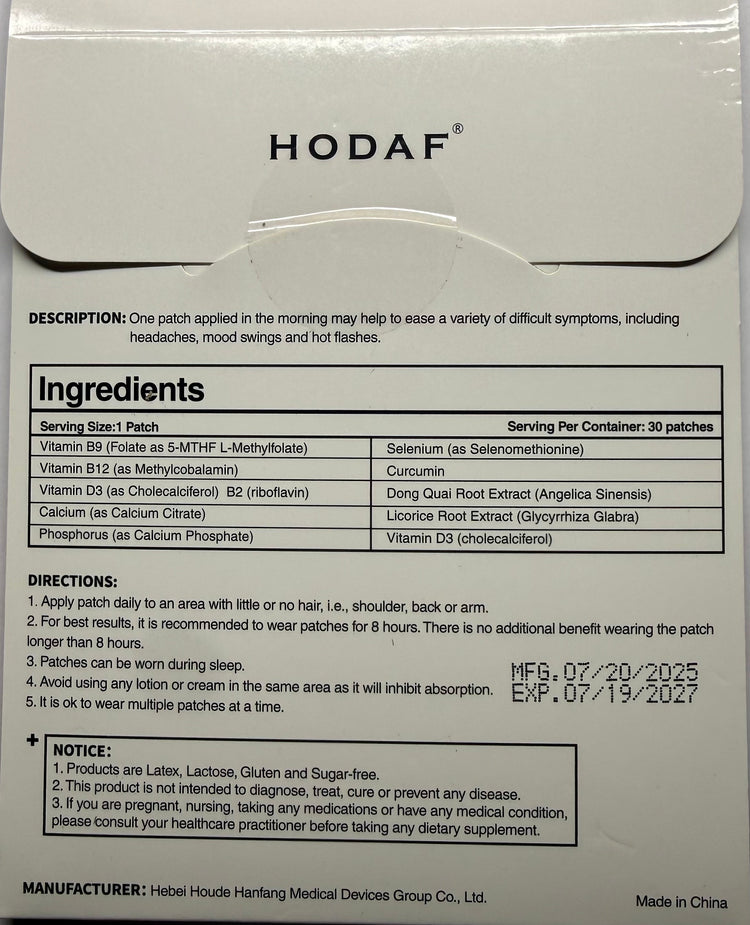 HODAF®
DESCRIPTION: One patch applied in the morning may help to ease a variety of difficult symptoms, including
headaches, mood swings and hot flashes.
Ingredients
Serving Size:1 Patch Serving Per Container: 30 patches
Vitamin B9 (Folate as 5-MTHF L-Methylfolate) Selenium (as Selenomethionine)
Vitamin B12 (as Methylcobalamin) Curcumin
Vitamin D3 (as Cholecalciferol) B2 (riboflavin) Dong Quai Root Extract (Angelica Sinensis)
Calcium (as Calcium Citrate) Licorice Root Extract (Glycyrrhiza Glabra)
Phosphorus (as Calcium Phosphate) Vitamin D3 (cholecalciferol)
DIRECTIONS:
1. Apply patch daily to an area with little or no hair, i.e., shoulder, back or arm.
2. For best results, it is recommended to wear patches for 8 hours. There is no additional benefit wearing the patch
longer than 8 hours.
3. Patches can be worn during sleep.
4. Avoid using any lotion or cream in the same area as it will inhibit absorption.
5. It is ok to wear multiple patches at a time.
MFG.07/20/2025
EXP.07/19/2027
+
NOTICE:
1. Products are Latex, Lactose, Gluten and Sugar-free.
2. This product is not intended to diagnose, treat, cure or prevent any disease.
3. If you are pregnant, nursing, taking any medications or have any medical condition,
please consult your healthcare practitioner before taking any dietary supplement.
MANUFACTURER: Hebei Houde Hanfang Medical Devices Group Co., Ltd.
Made in China